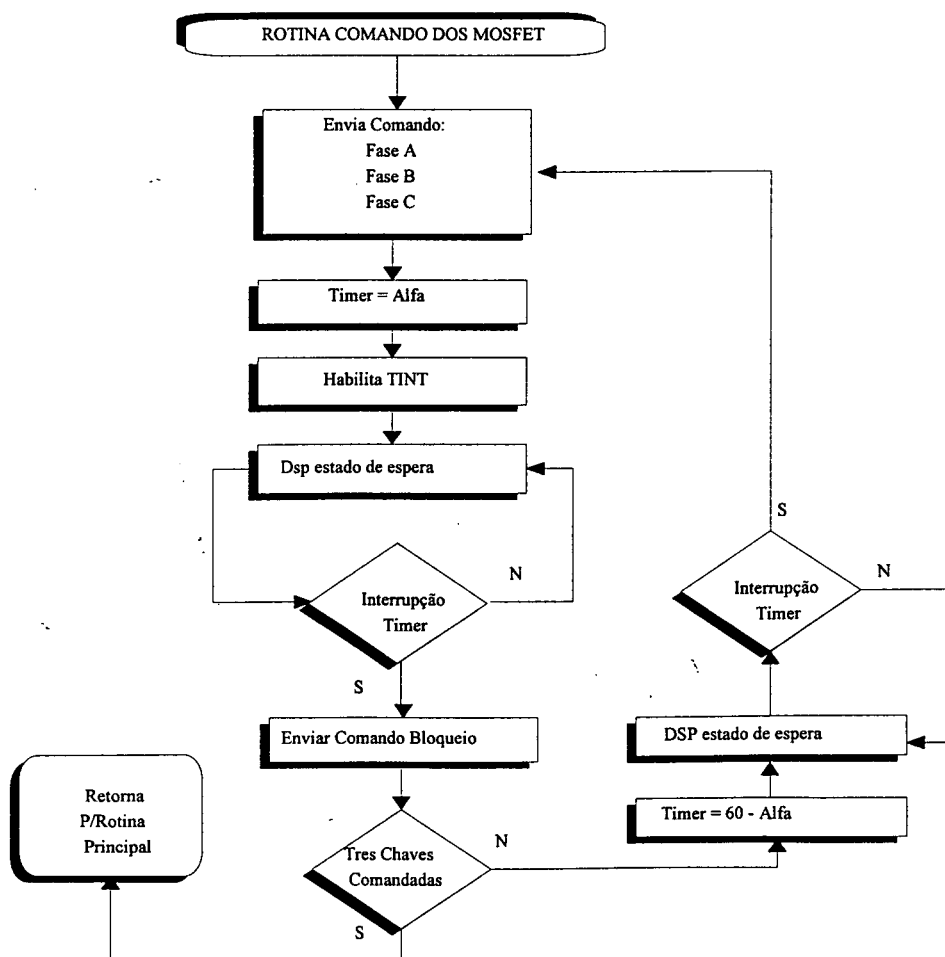 ROTINA COMANDO DOS MOSFET
Envia Comando:
Fase A
Fase B
Fase C
Timer = Alfa
Habilita TINT
Dsp estado de espera
Interrupção
Timer
N
S
Enviar Comando Bloqueio
Tres Chaves
Comandadas
N
S
Timer = 60 - Alfa
DSP estado de espera
Interrupção
Timer
S
N
Retorna
P/Rotina
Principal